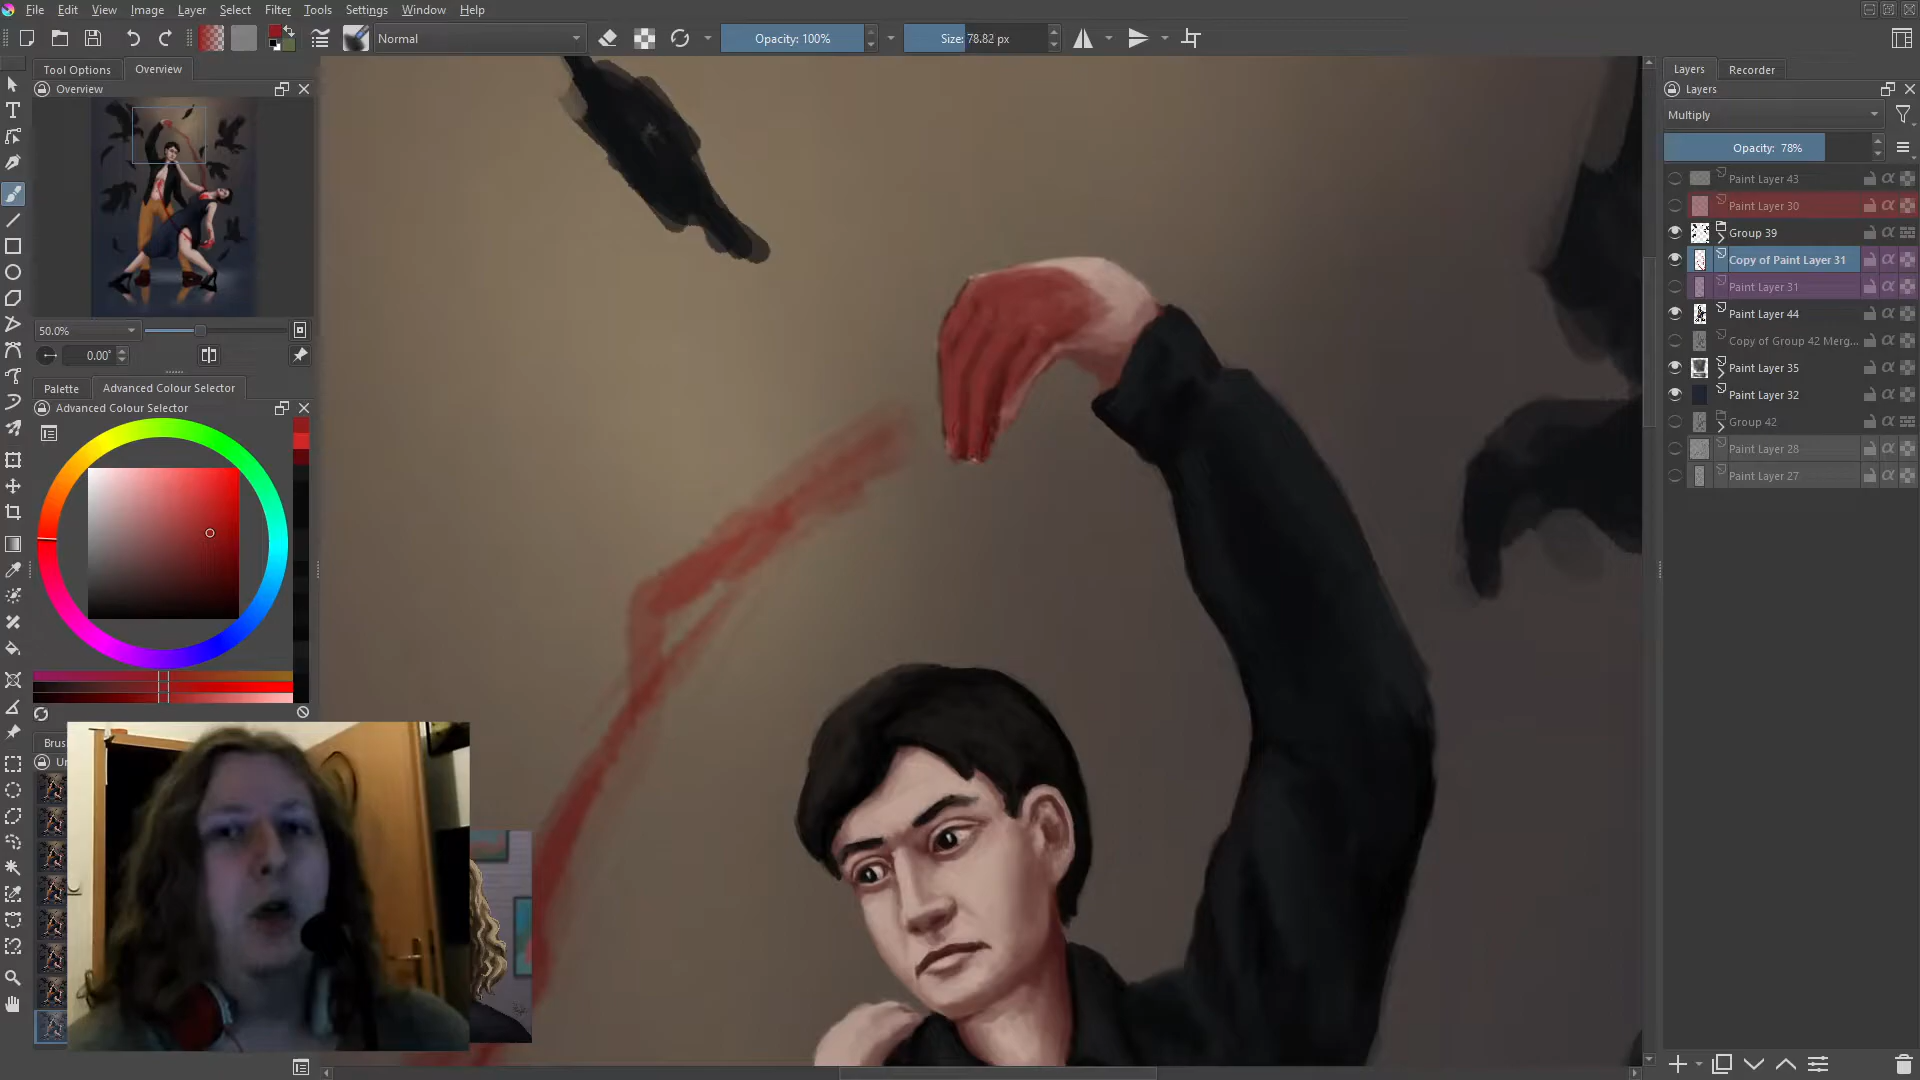 File Edit View Image Layer Select Filter Tools Settings Window Help
Normal
Opacity: 100%
Size: 78.82 px
Tool Options
Overview
Overview
50.0%
0.00°
Palette
Advanced Colour Selector
Advanced Colour Selector
Brus
Un
Layers
Recorder
Layers
Multiply
Opacity: 78%
Paint Layer 43
Paint Layer 30
Group 39
Copy of Paint Layer 31
Paint Layer 31
Paint Layer 44
Copy of Group 42 Merg...
Paint Layer 35
Paint Layer 32
Group 42
Paint Layer 28
Paint Layer 27